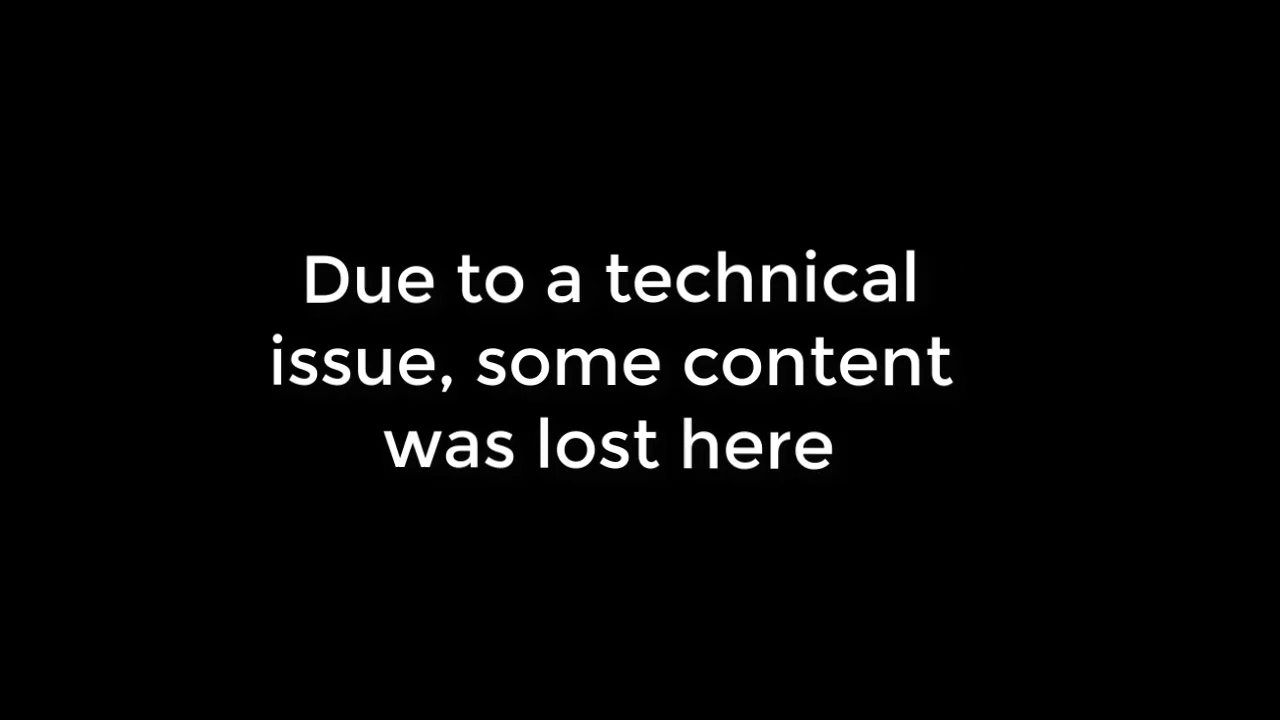 Due to a technical
issue, some content
was lost here